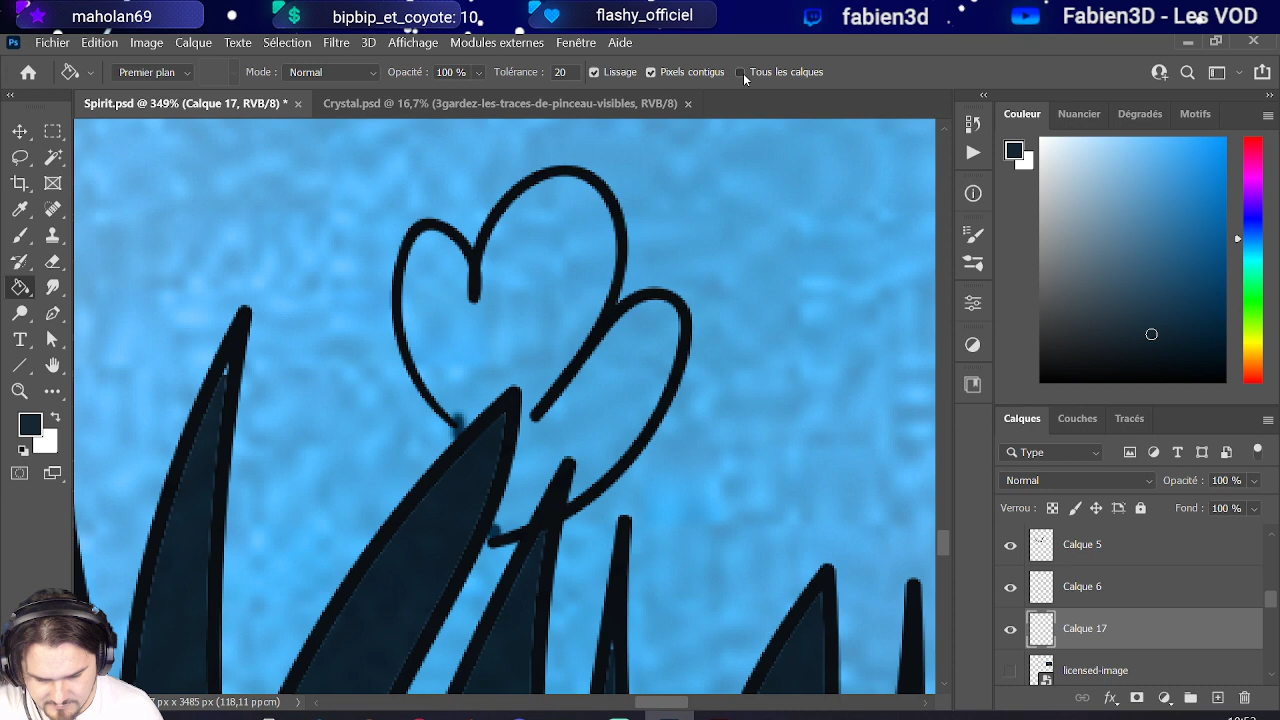 maholan69
bipbip_et_coyote: 10
flashy_officiel
fabien3d
Fabien3D - Les VOD
Ps Fichier Edition Image Calque Texte Sélection Filtre 3D Affichage Modules externes Fenêtre Aide
Premier plan Mode : Normal Opacité : 100 % Tolérance : 20 Lissage Pixels contigus Tous les calques
Spirit.psd @ 349% (Calque 17, RVB/8) * × Crystal.psd @ 16,7% (3gardez-les-traces-de-pinceau-visibles, RVB/8) ×
Couleur Nuancier Dégradés Motifs
Calques Couches Tracés
Type
Normal Opacité : 100 %
Verrou : Fond : 100 %
Calque 5
Calque 6
Calque 17
licensed-image
px x 3485 px (118,11 ppcm)